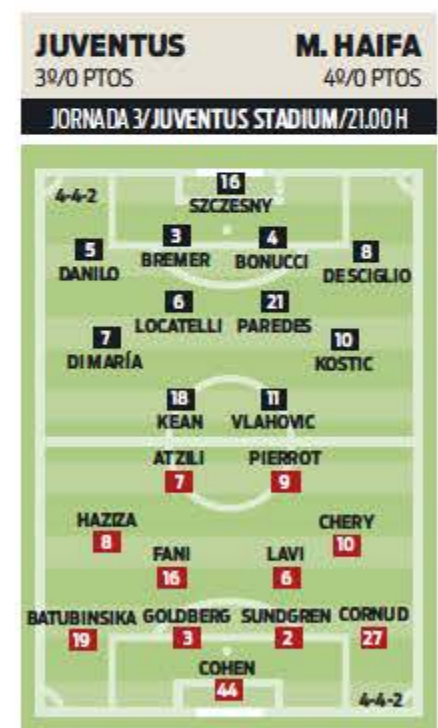 JUVENTUS M. HAIFA
3º/0 PTOS 4º/0 PTOS
JORNADA 3/JUVENTUS STADIUM/21.00 H
16
4-4-2 SZCZESNY
5 3 4 8
DANILO BREMER BONUCCI DE SCIGLIO
6 21
LOCATELLI PAREDES
7 10
DI MARÍA KOSTIC
18 11
KEAN VLAHOVIC
ATZILI PIERROT
7 9
HAZIZA CHERY
8 10
FANI LAVI
16 6
BATUBINSIKA GOLDBERG SUNDGREN CORNUD
19 3 2 27
COHEN
44 4-4-2